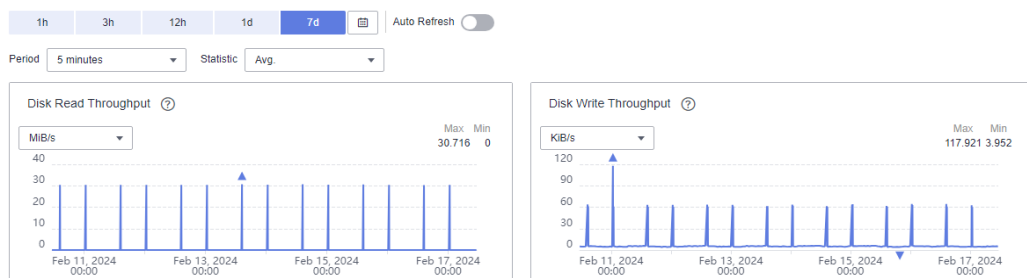 1h 3h 12h 1d 7d Auto Refresh
Period 5 minutes Statistic Avg.
Disk Read Throughput ?
MiB/s
Max Min
30.716 0
40
30
20
10
0
Feb 11, 2024 Feb 13, 2024 Feb 15, 2024 Feb 17, 2024
00:00 00:00 00:00 00:00
Disk Write Throughput ?
KiB/s
Max Min
117.921 3.952
120
90
60
30
0
Feb 11, 2024 Feb 13, 2024 Feb 15, 2024 Feb 17, 2024
00:00 00:00 00:00 00:00